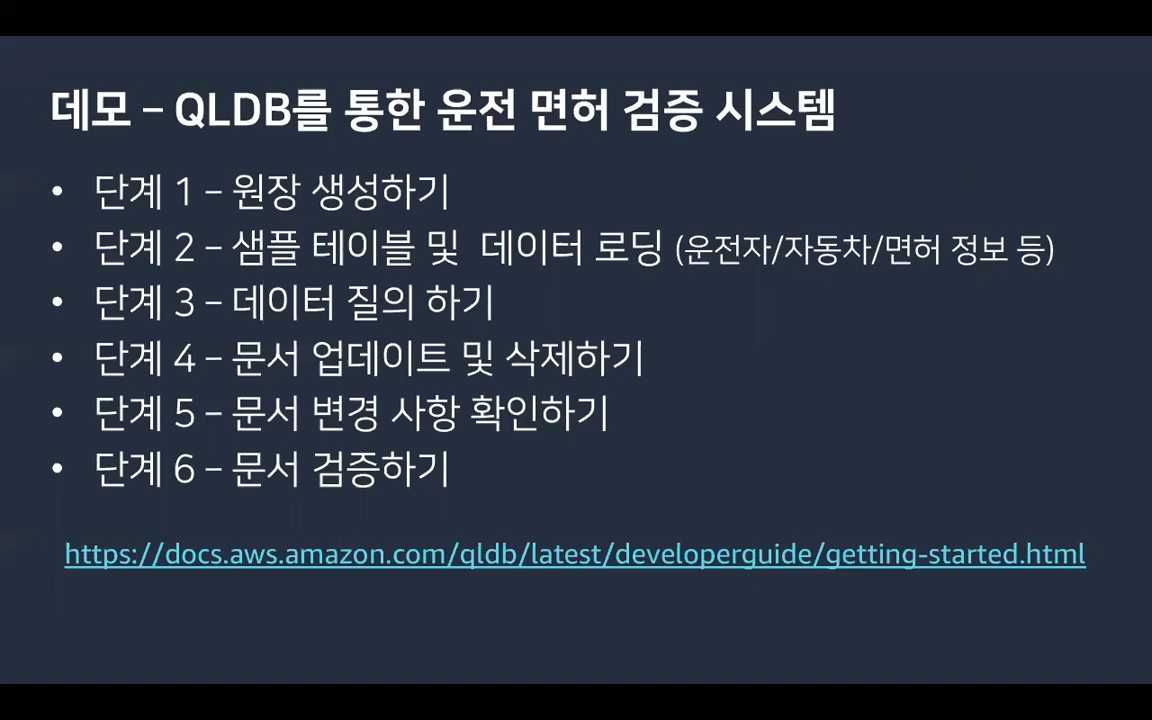 데모 – QLDB를 통한 운전 면허 검증 시스템
• 단계 1 – 원장 생성하기
• 단계 2 – 샘플 테이블 및 데이터 로딩 (운전자/자동차/면허 정보 등)
• 단계 3 – 데이터 질의 하기
• 단계 4 – 문서 업데이트 및 삭제하기
• 단계 5 – 문서 변경 사항 확인하기
• 단계 6 – 문서 검증하기
https://docs.aws.amazon.com/qldb/latest/developerguide/getting-started.html